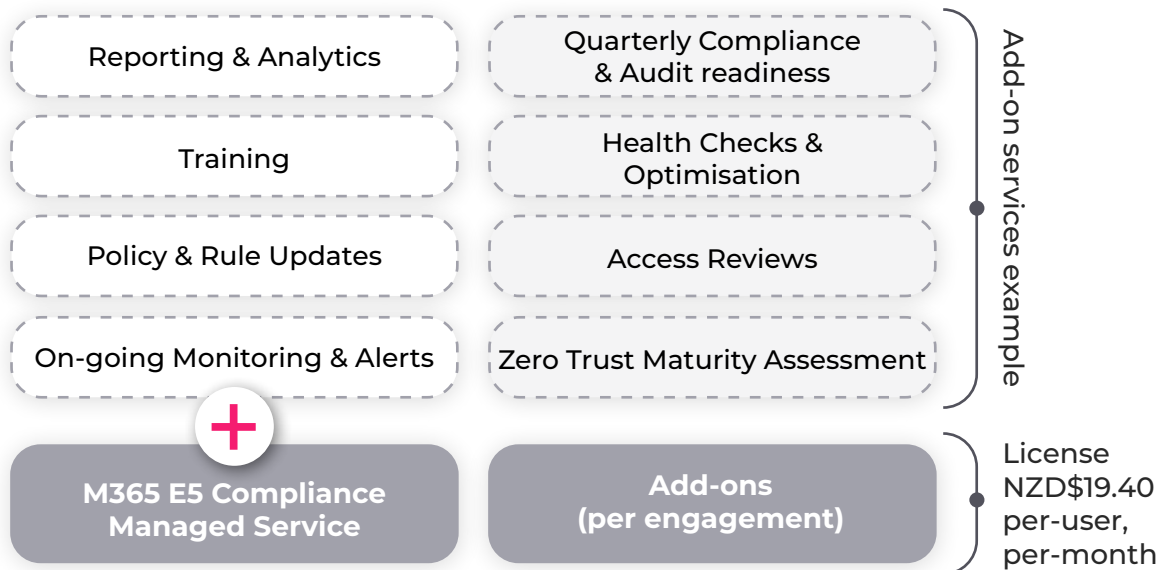 Reporting & Analytics
Quarterly Compliance
& Audit readiness
Training
Health Checks &
Optimisation
Policy & Rule Updates
Access Reviews
On-going Monitoring & Alerts
Zero Trust Maturity Assessment
Add-on services example
+
M365 E5 Compliance
Managed Service
Add-ons
(per engagement)
License
NZD$19.40
per-user,
per-month